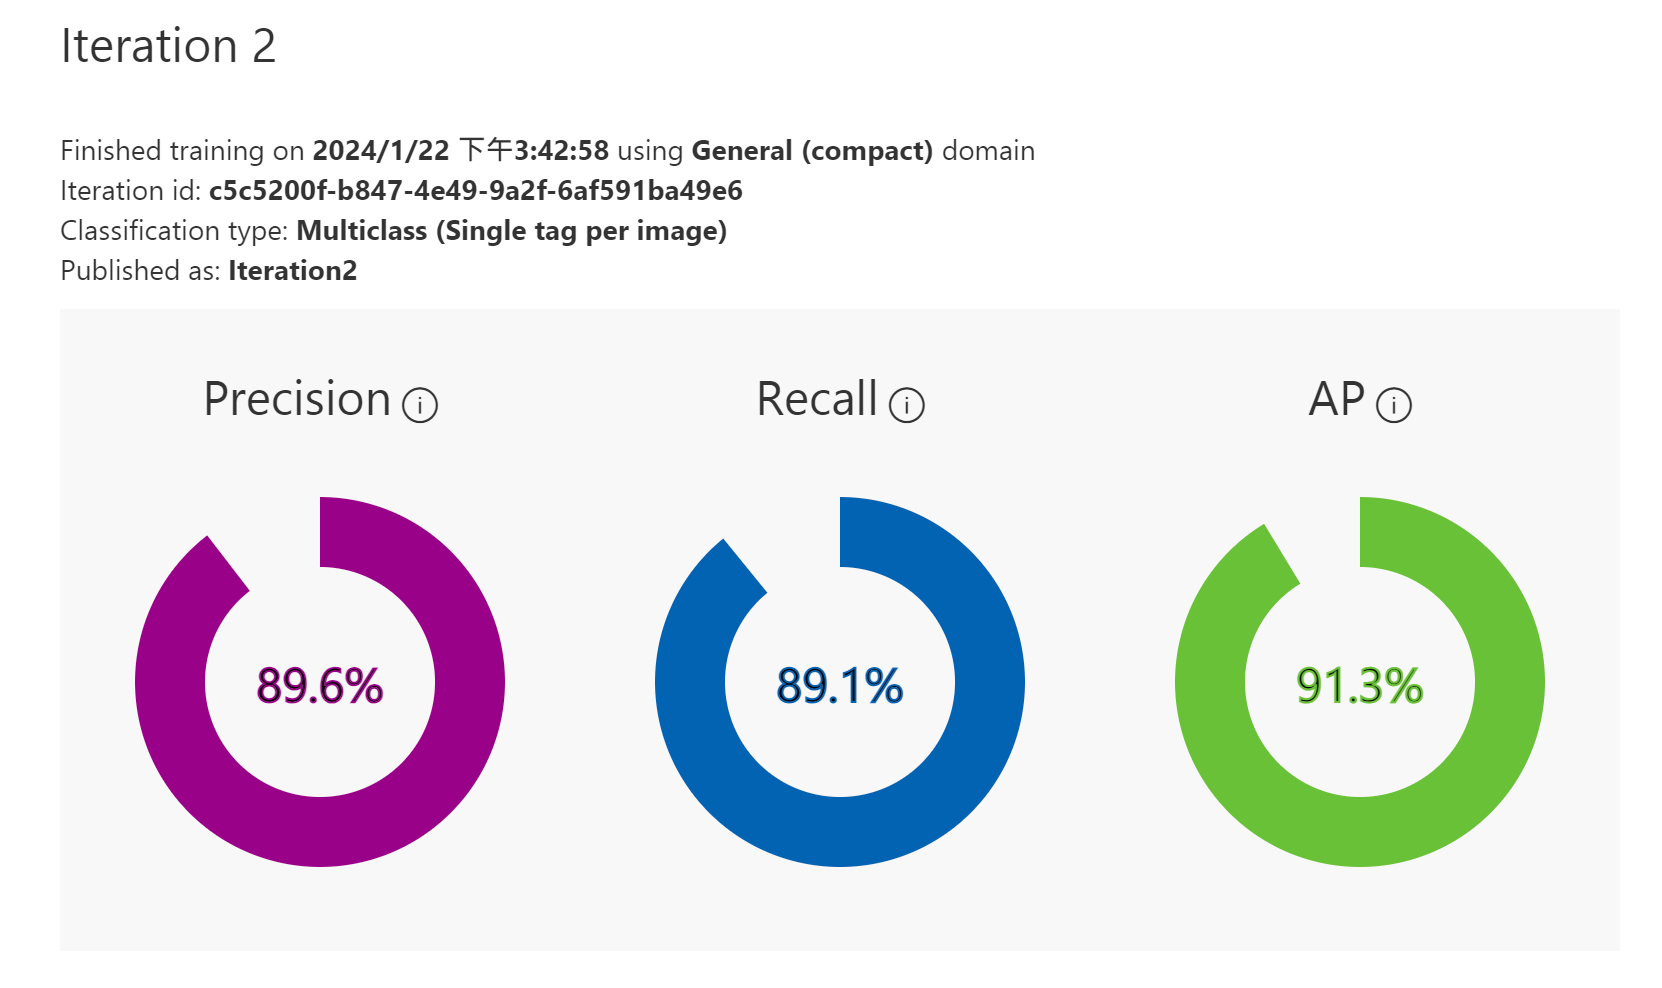 Iteration 2
Finished training on 2024/1/22 下午3:42:58 using General (compact) domain
Iteration id: c5c5200f-b847-4e49-9a2f-6af591ba49e6
Classification type: Multiclass (Single tag per image)
Published as: Iteration2
Precision i
Recall i
AP i
89.6%
89.1%
91.3%